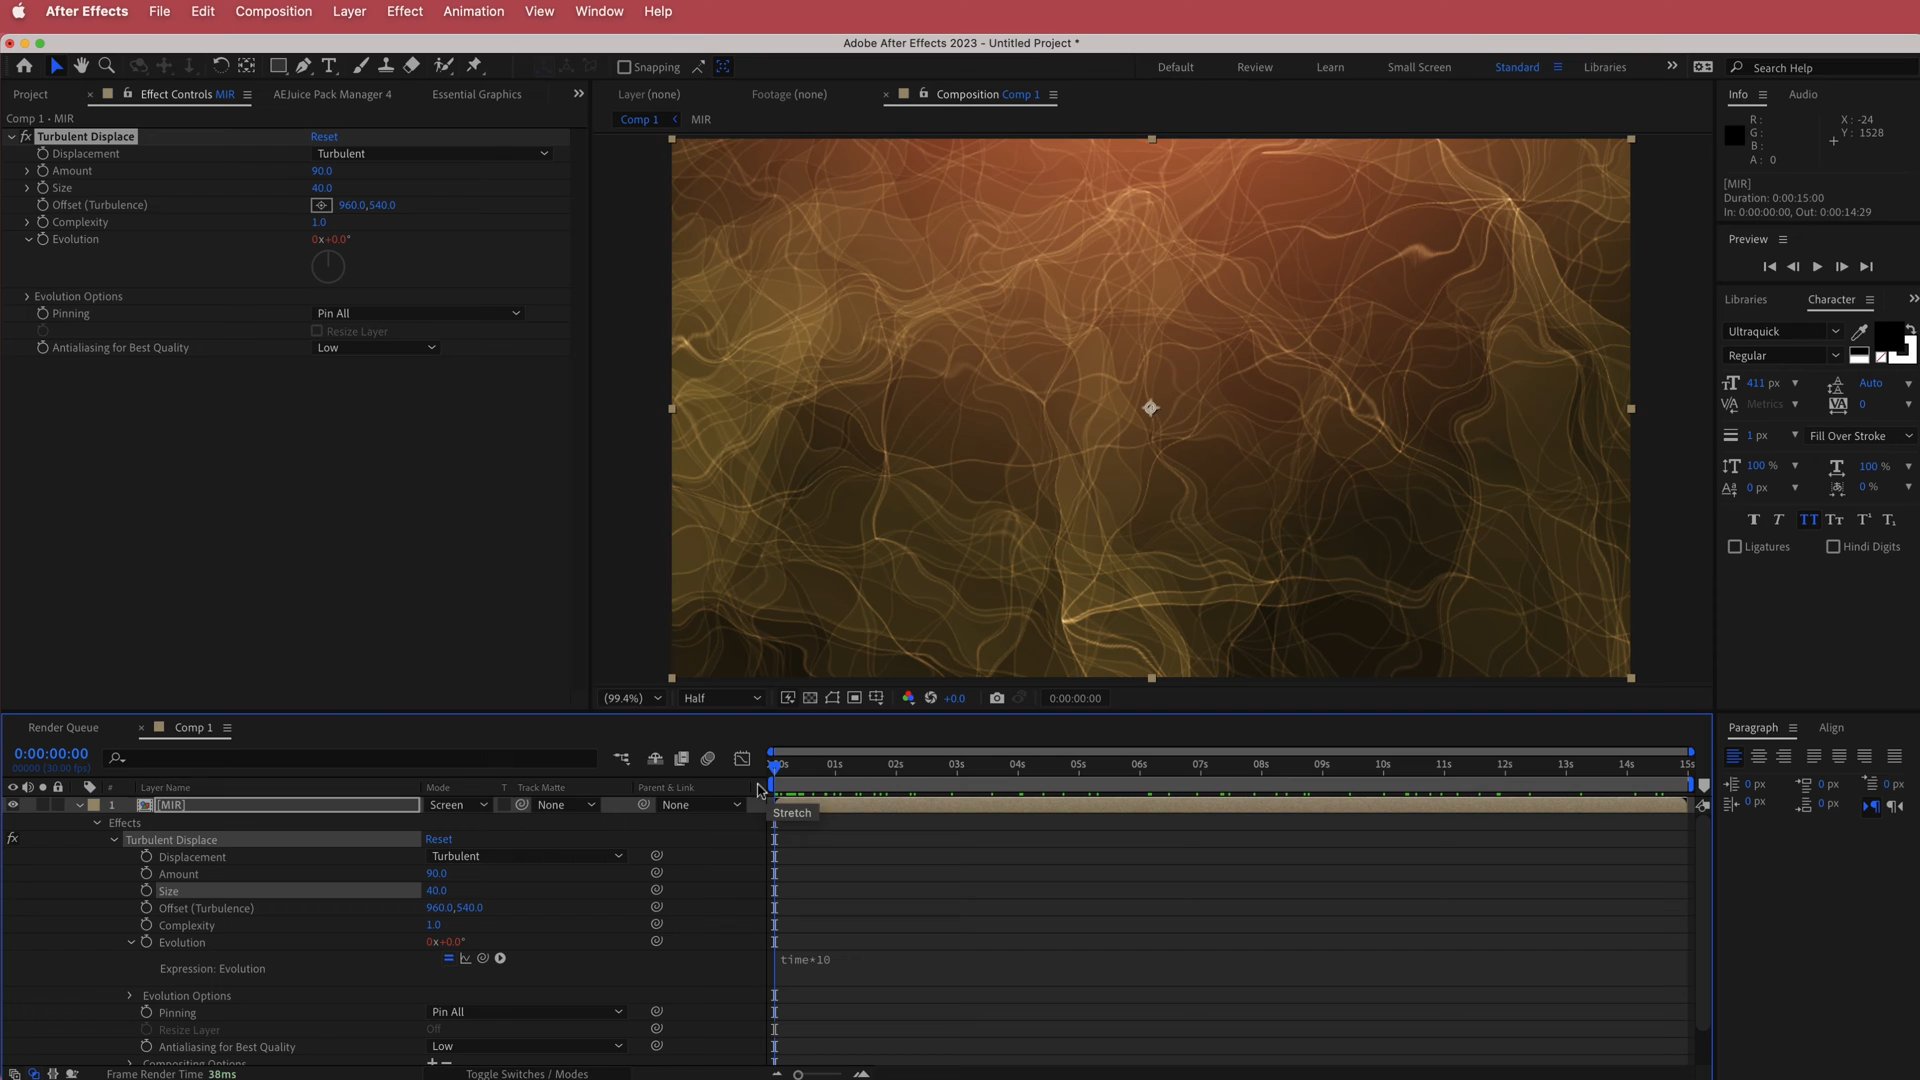 After Effects File Edit Composition Layer Effect Animation View Window Help
Adobe After Effects 2023 - Untitled Project *
Snapping
Default Review Learn Small Screen Standard Libraries
Search Help
Project
Effect Controls MIR
AEJuice Pack Manager 4
Essential Graphics
Comp 1 • MIR
fx Turbulent Displace Reset
Displacement Turbulent
Amount 90.0
Size 40.0
Offset (Turbulence) 960.0,540.0
Complexity 1.0
Evolution 0x+0.0°
Evolution Options
Pinning Pin All
Resize Layer
Antialiasing for Best Quality Low
Layer (none) Footage (none) Composition Comp 1
Comp 1 MIR
(99.4%) Half +0.0 0:00:00:00
Info Audio
R: X: -24
G: Y: 1528
B:
A: 0
[MIR]
Duration: 0:00:15:00
In: 0:00:00:00, Out: 0:00:14:29
Preview
Libraries Character
Ultraquick
Regular
411 px Auto
Metrics 0
1 px Fill Over Stroke
100 % 100 %
0 px 0 %
T T TT Tt T¹ T₁
Ligatures Hindi Digits
Render Queue Comp 1
0:00:00:00
00000 (30.00 fps)
:00s 01s 02s 03s 04s 05s 06s 07s 08s 09s 10s 11s 12s 13s 14s 15s
# Layer Name Mode T Track Matte Parent & Link
1 [MIR] Screen None None
Stretch
Effects
fx Turbulent Displace Reset
Displacement Turbulent
Amount 90.0
Size 40.0
Offset (Turbulence) 960.0,540.0
Complexity 1.0
Evolution 0x+0.0°
Expression: Evolution time*10
Evolution Options
Pinning Pin All
Resize Layer Off
Antialiasing for Best Quality Low
Compositing Options + −
Frame Render Time 38ms Toggle Switches / Modes
Paragraph Align
0 px 0 px 0 px
0 px 0 px